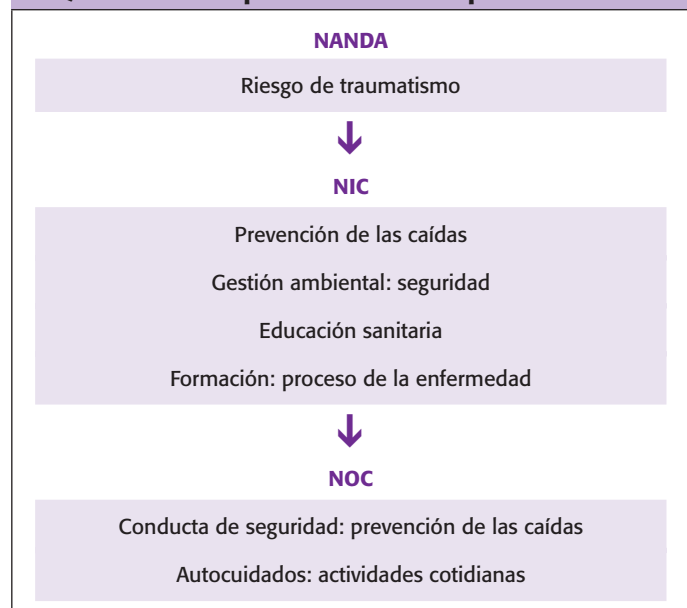 NANDA
Riesgo de traumatismo
NIC
Prevención de las caídas
Gestión ambiental: seguridad
Educación sanitaria
Formación: proceso de la enfermedad
NOC
Conducta de seguridad: prevención de las caídas
Autocuidados: actividades cotidianas